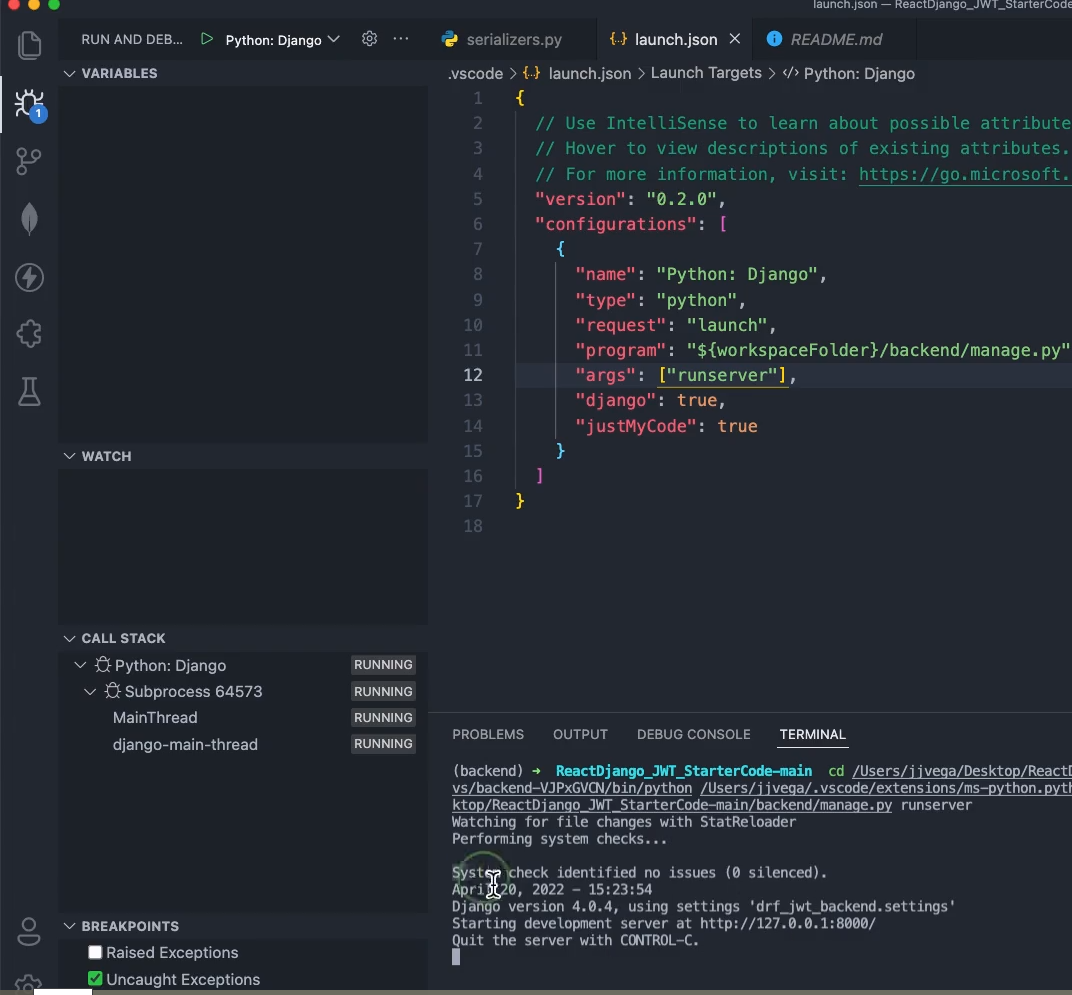 launch.json — ReactDjango_JWT_StarterCode
RUN AND DEB... Python: Django
serializers.py launch.json README.md
.vscode > launch.json > Launch Targets > Python: Django
VARIABLES
1
1 {
2 // Use IntelliSense to learn about possible attribute
3 // Hover to view descriptions of existing attributes.
4 // For more information, visit: https://go.microsoft.
5 "version": "0.2.0",
6 "configurations": [
7 {
8 "name": "Python: Django",
9 "type": "python",
10 "request": "launch",
11 "program": "${workspaceFolder}/backend/manage.py"
12 "args": ["runserver"],
13 "django": true,
14 "justMyCode": true
15 }
16 ]
17 }
18
WATCH
CALL STACK
Python: Django RUNNING
Subprocess 64573 RUNNING
MainThread RUNNING
django-main-thread RUNNING
BREAKPOINTS
Raised Exceptions
Uncaught Exceptions
PROBLEMS OUTPUT DEBUG CONSOLE TERMINAL
(backend) → ReactDjango_JWT_StarterCode-main cd /Users/jjvega/Desktop/ReactD
vs/backend-VJPxGVCN/bin/python /Users/jjvega/.vscode/extensions/ms-python.pyth
ktop/ReactDjango_JWT_StarterCode-main/backend/manage.py runserver
Watching for file changes with StatReloader
Performing system checks...
System check identified no issues (0 silenced).
April 20, 2022 – 15:23:54
Django version 4.0.4, using settings 'drf_jwt_backend.settings'
Starting development server at http://127.0.0.1:8000/
Quit the server with CONTROL-C.